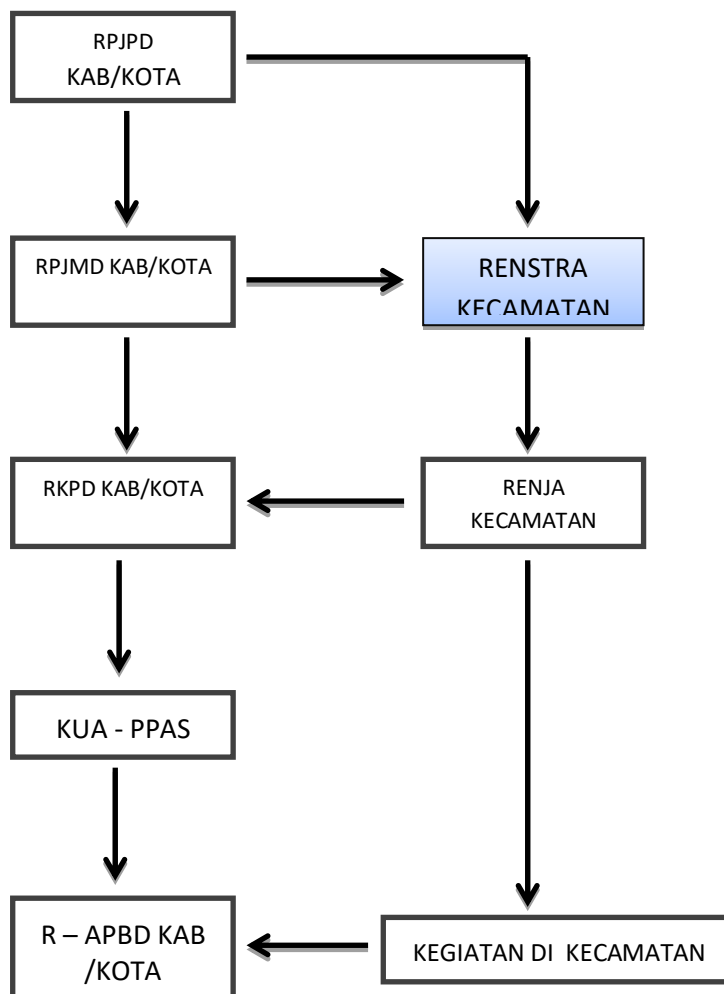 RPJPD
KAB/KOTA
RPJMD KAB/KOTA
RENSTRA
KECAMATAN
RKPD KAB/KOTA
RENJA
KECAMATAN
KUA - PPAS
R – APBD KAB
/KOTA
KEGIATAN DI KECAMATAN